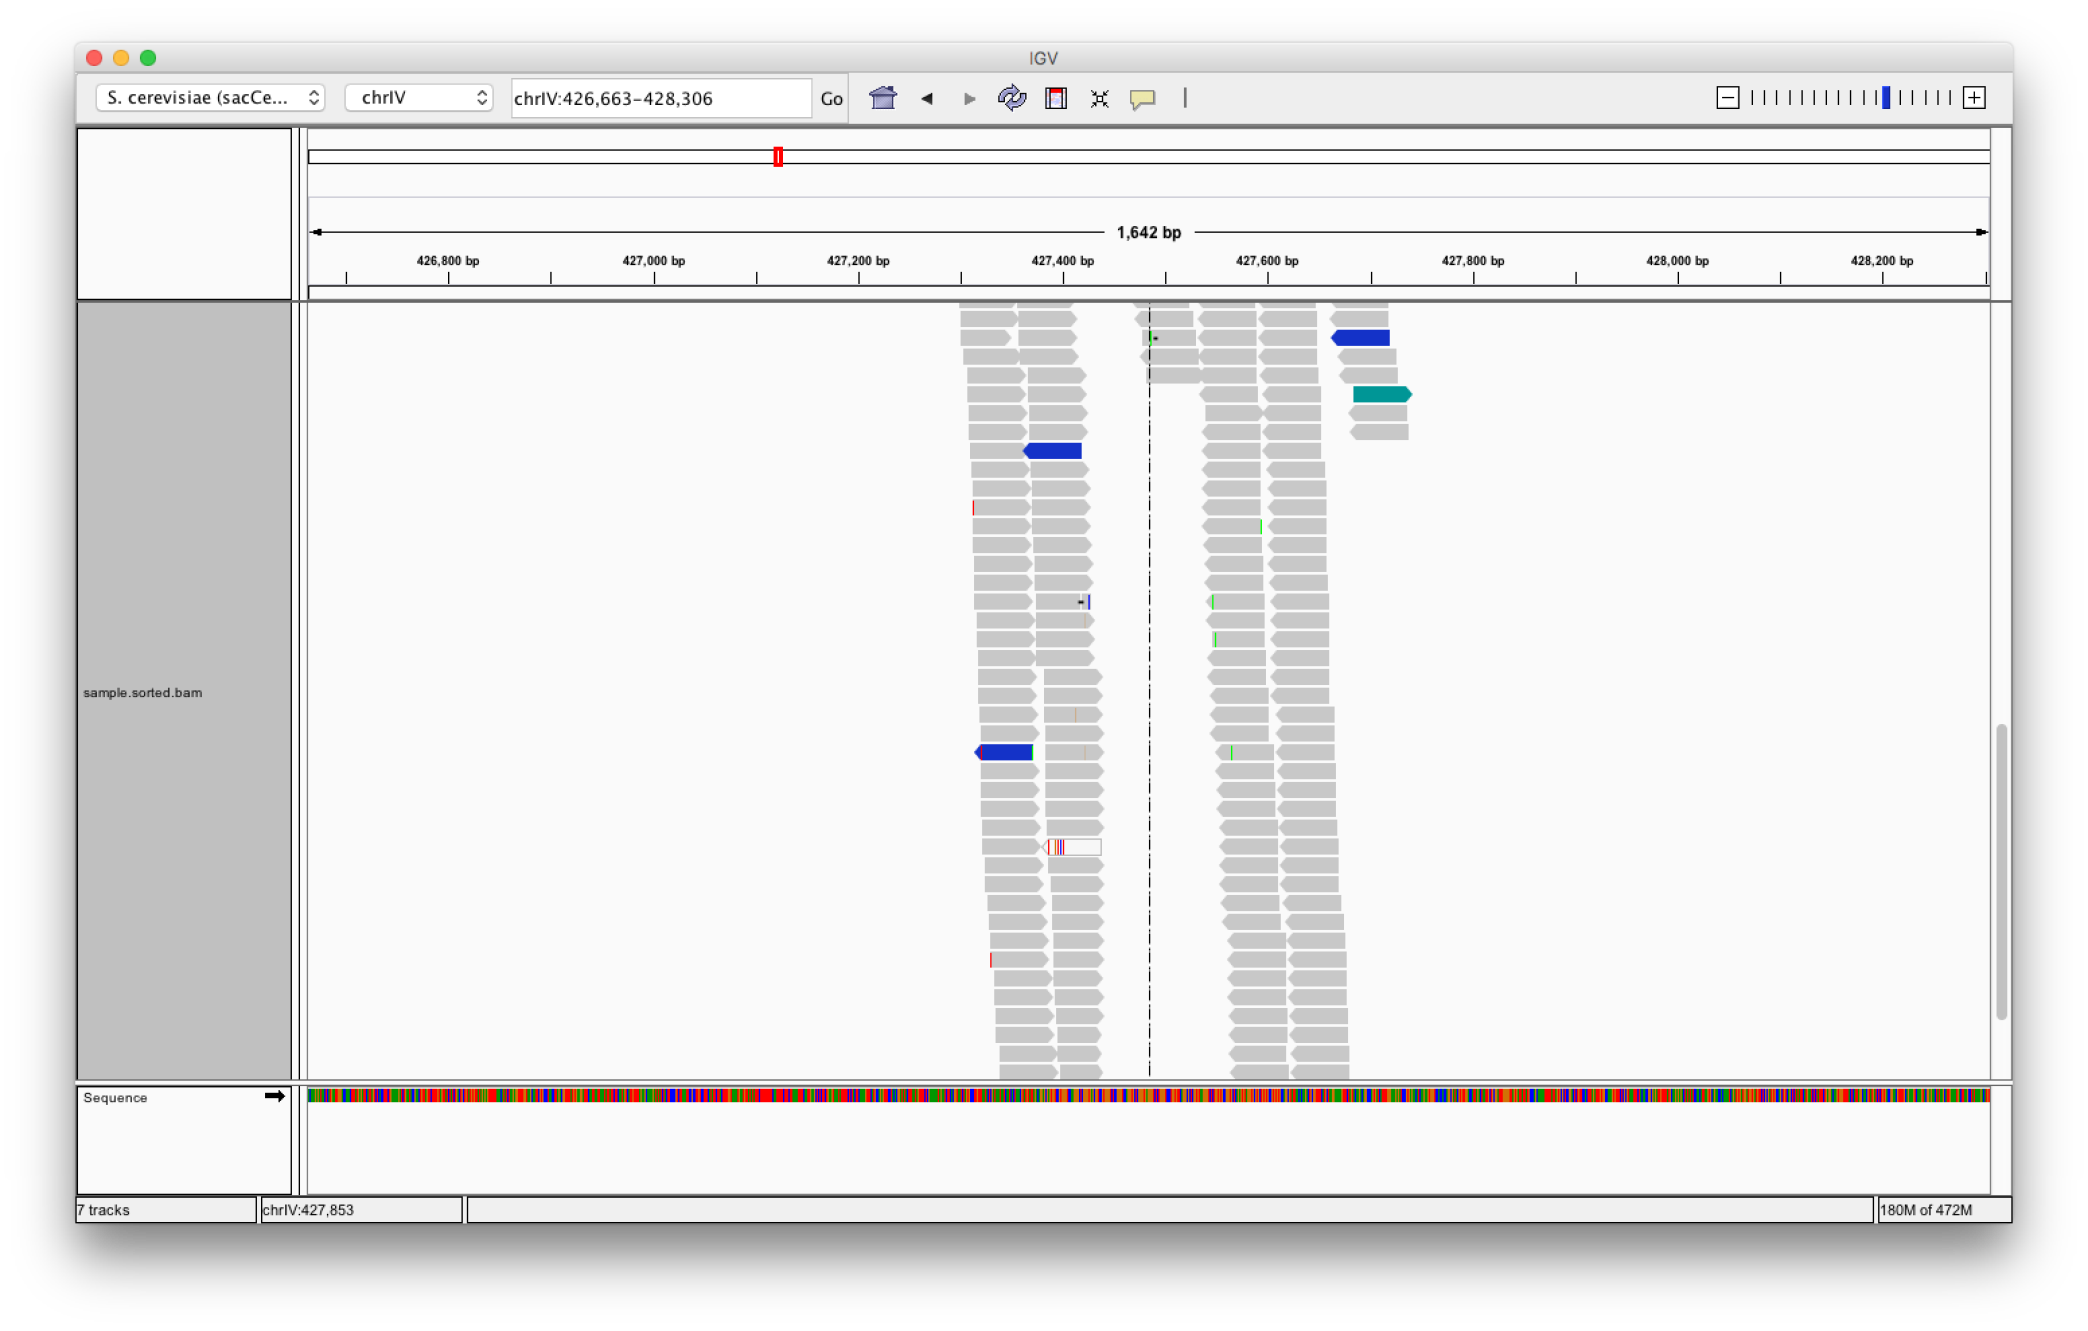 IGV
S. cerevisiae (sacCe... chrIV chrIV:426,663-428,306 Go
1,642 bp
426,800 bp 427,000 bp 427,200 bp 427,400 bp 427,600 bp 427,800 bp 428,000 bp 428,200 bp
sample.sorted.bam
Sequence
7 tracks chrIV:427,853 180M of 472M